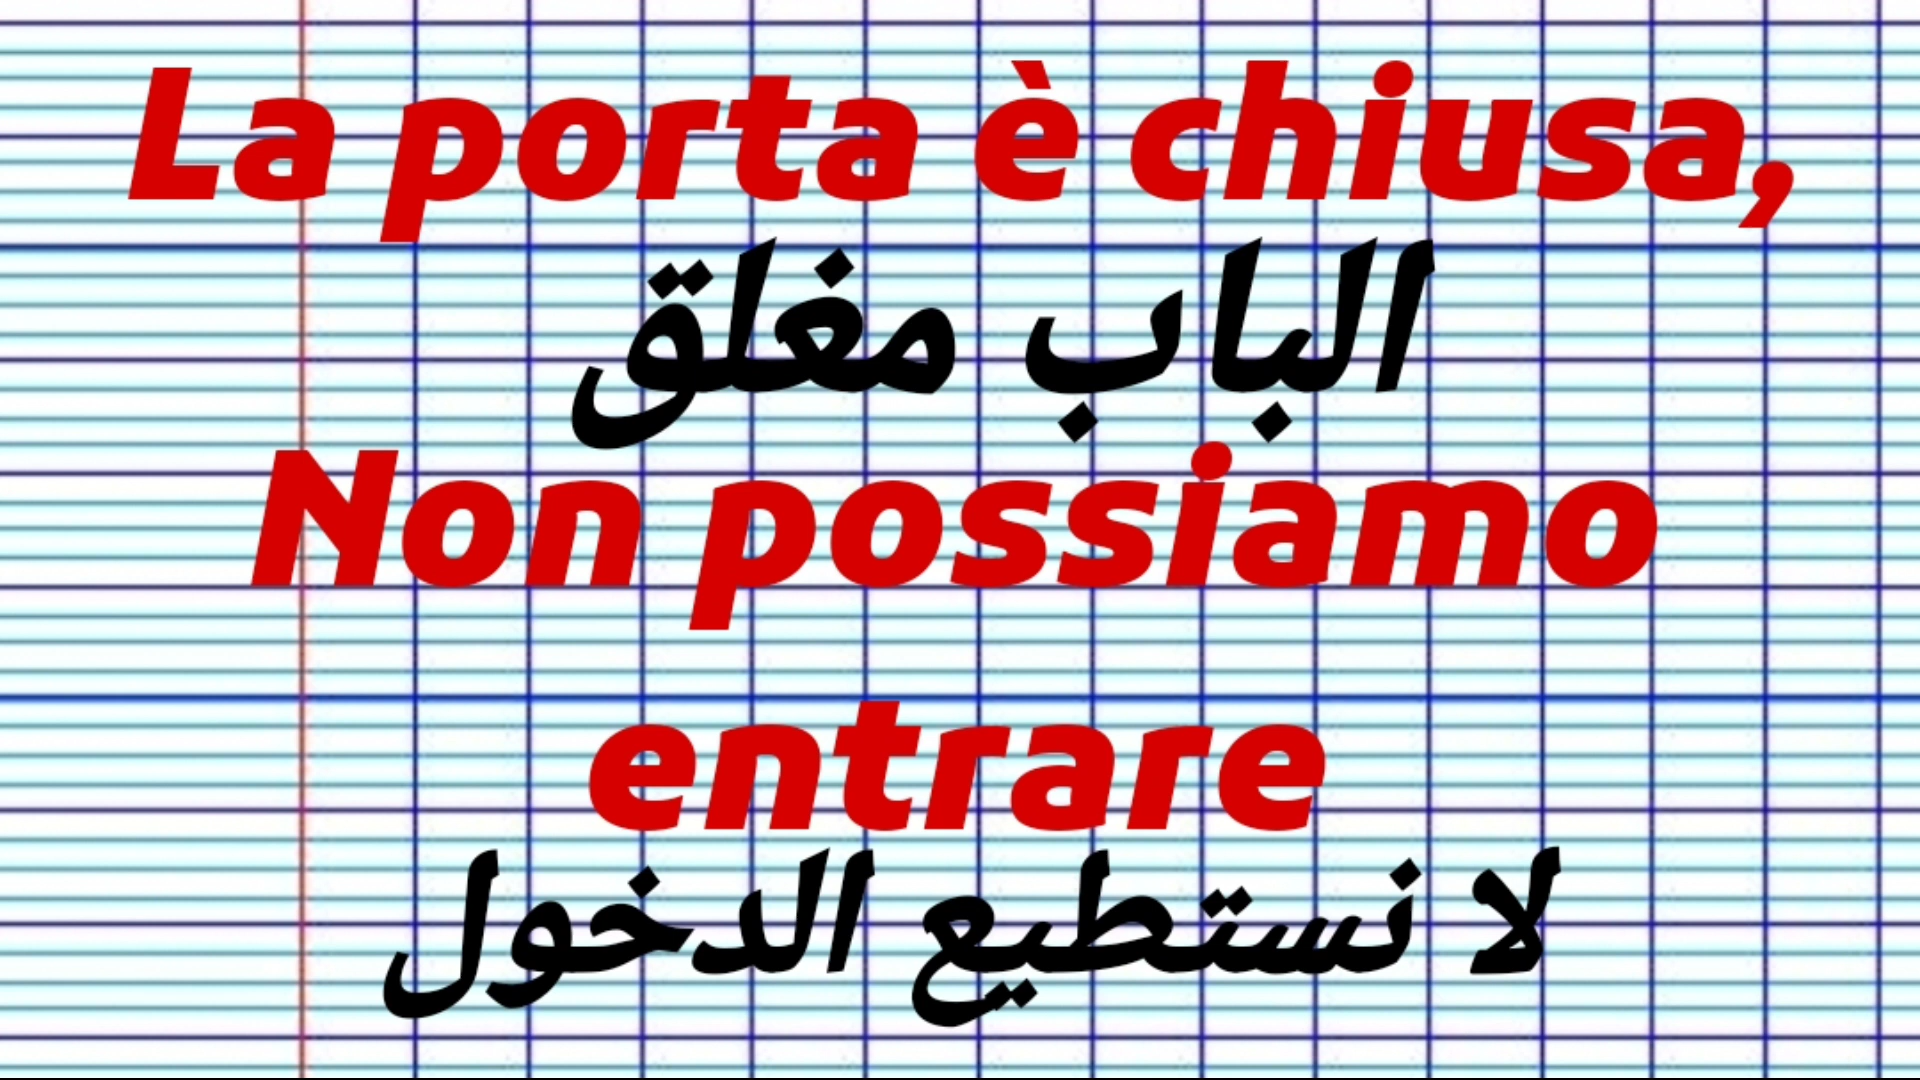 La porta è chiusa,
الباب مغلق
Non possiamo
entrare
لا نستطيع الدخول